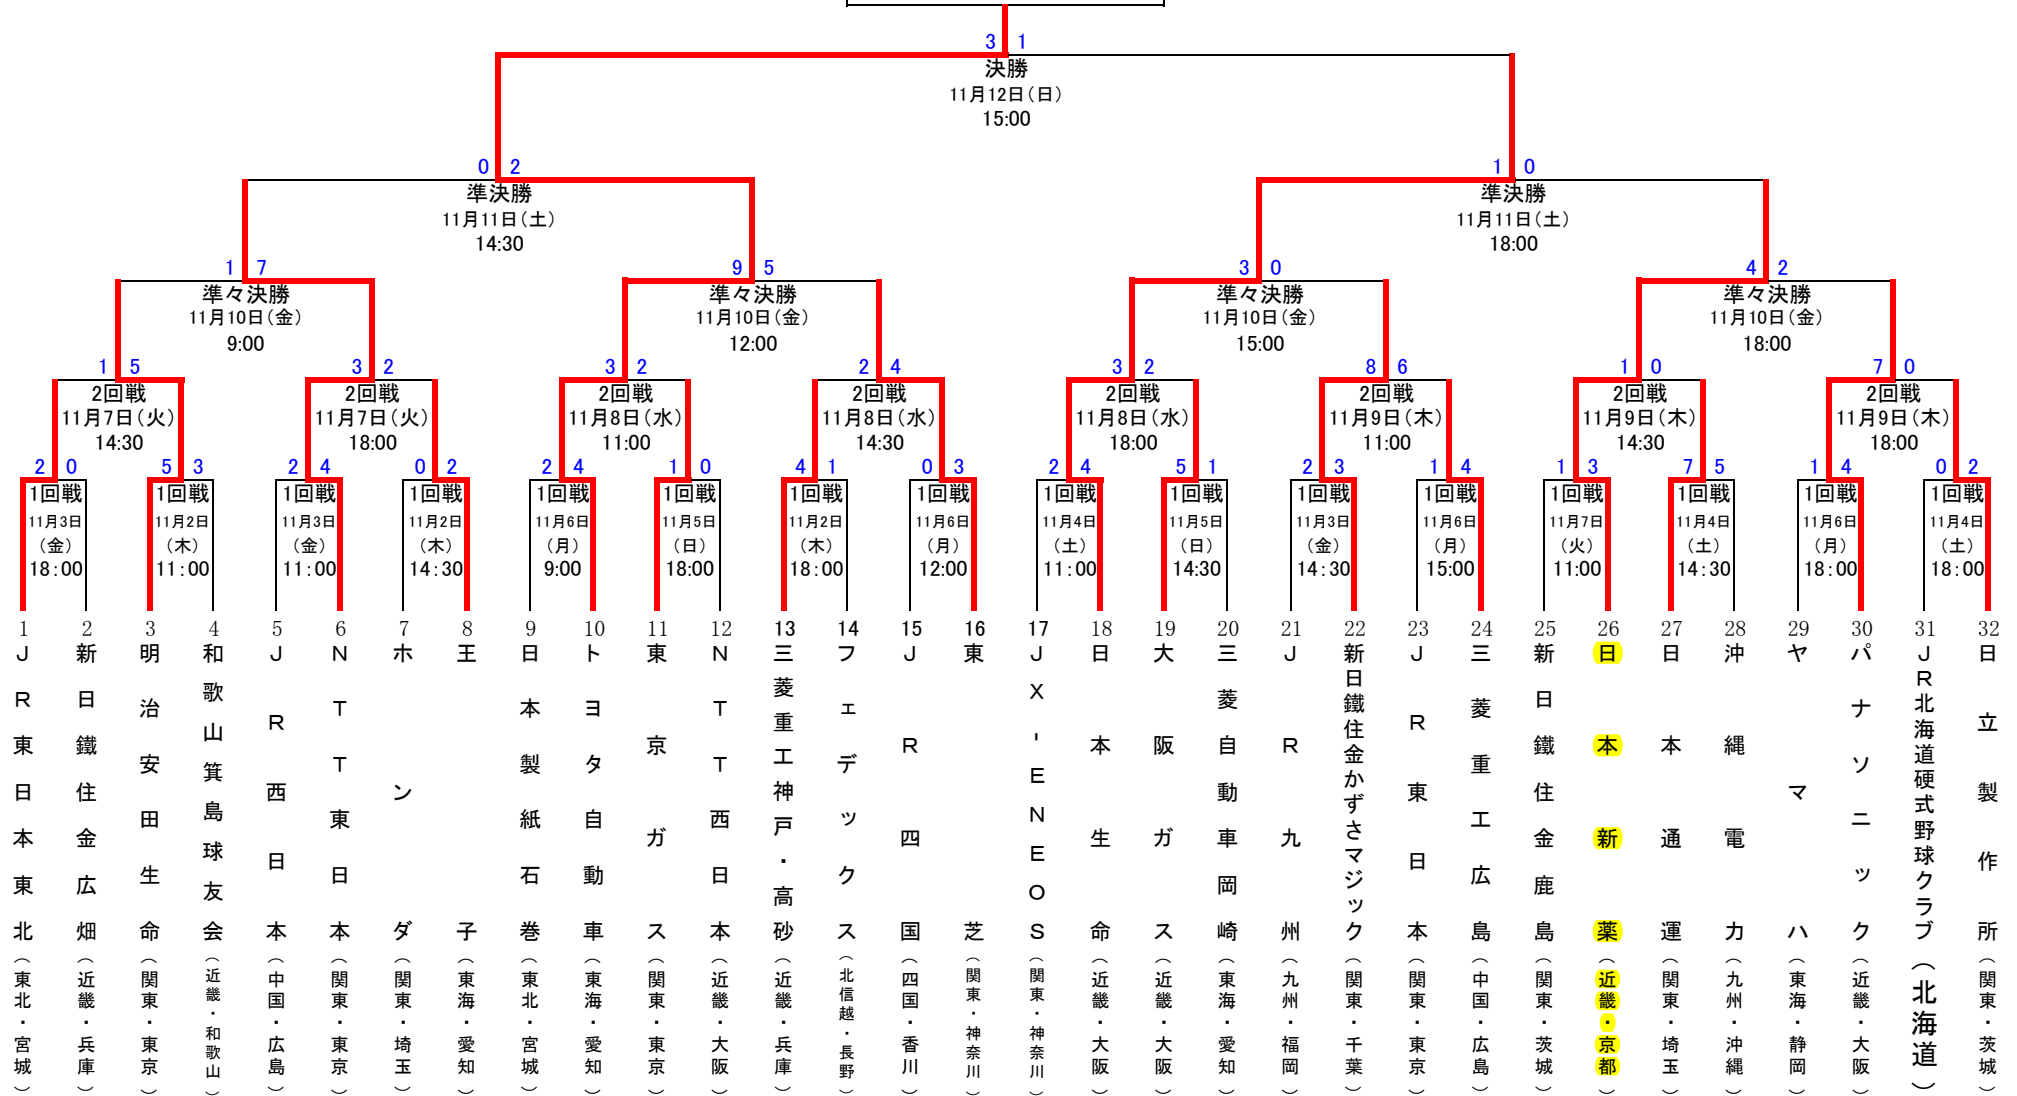 3 1
決勝
11月12日(日)
15:00
0 2
準決勝
11月11日(土)
14:30
1 0
準決勝
11月11日(土)
18:00
1 7
準々決勝
11月10日(金)
9:00
9 5
準々決勝
11月10日(金)
12:00
3 0
準々決勝
11月10日(金)
15:00
4 2
準々決勝
11月10日(金)
18:00
1 5
2回戦
11月7日(火)
14:30
3 2
2回戦
11月7日(火)
18:00
3 2
2回戦
11月8日(水)
11:00
2 4
2回戦
11月8日(水)
14:30
3 2
2回戦
11月8日(水)
18:00
8 6
2回戦
11月9日(木)
11:00
1 0
2回戦
11月9日(木)
14:30
7 0
2回戦
11月9日(木)
18:00
2 0
1回戦
11月3日
(金)
18:00
5 3
1回戦
11月2日
(木)
11:00
2 4
1回戦
11月3日
(金)
11:00
0 2
1回戦
11月2日
(木)
14:30
2 4
1回戦
11月6日
(月)
9:00
1 0
1回戦
11月5日
(日)
18:00
4 1
1回戦
11月2日
(木)
18:00
0 3
1回戦
11月6日
(月)
12:00
2 4
1回戦
11月4日
(土)
11:00
5 1
1回戦
11月5日
(日)
14:30
2 3
1回戦
11月3日
(金)
14:30
1 4
1回戦
11月6日
(月)
15:00
1 3
1回戦
11月7日
(火)
11:00
7 5
1回戦
11月4日
(土)
14:30
1 4
1回戦
11月6日
(月)
18:00
0 2
1回戦
11月4日
(土)
18:00
1
JR東日本東北(東北・宮城)
2
新日鐵住金広畑(近畿・兵庫)
3
明治安田生命(関東・東京)
4
和歌山箕島球友会(近畿・和歌山)
5
JR西日本(中国・広島)
6
NTT東日本(関東・東京)
7
ホンダ(関東・埼玉)
8
王子(東海・愛知)
9
日本製紙石巻(東北・宮城)
10
トヨタ自動車(東海・愛知)
11
東京ガス(関東・東京)
12
NTT西日本(近畿・大阪)
13
三菱重工神戸・高砂(近畿・兵庫)
14
フェデックス(北信越・長野)
15
JR四国(四国・香川)
16
東芝(関東・神奈川)
17
JX-ENEOS(関東・神奈川)
18
日本生命(近畿・大阪)
19
大阪ガス(近畿・大阪)
20
三菱自動車岡崎(東海・愛知)
21
JR九州(九州・福岡)
22
新日鐵住金かずさマジック(関東・千葉)
23
JR東日本(関東・東京)
24
三菱重工広島(中国・広島)
25
新日鐵住金鹿島(関東・茨城)
26
日本新薬(近畿・京都)
27
日本通運(関東・埼玉)
28
沖縄電力(九州・沖縄)
29
ヤマハ(東海・静岡)
30
パナソニック(近畿・大阪)
31
JR北海道硬式野球クラブ(北海道)
32
日立製作所(関東・茨城)